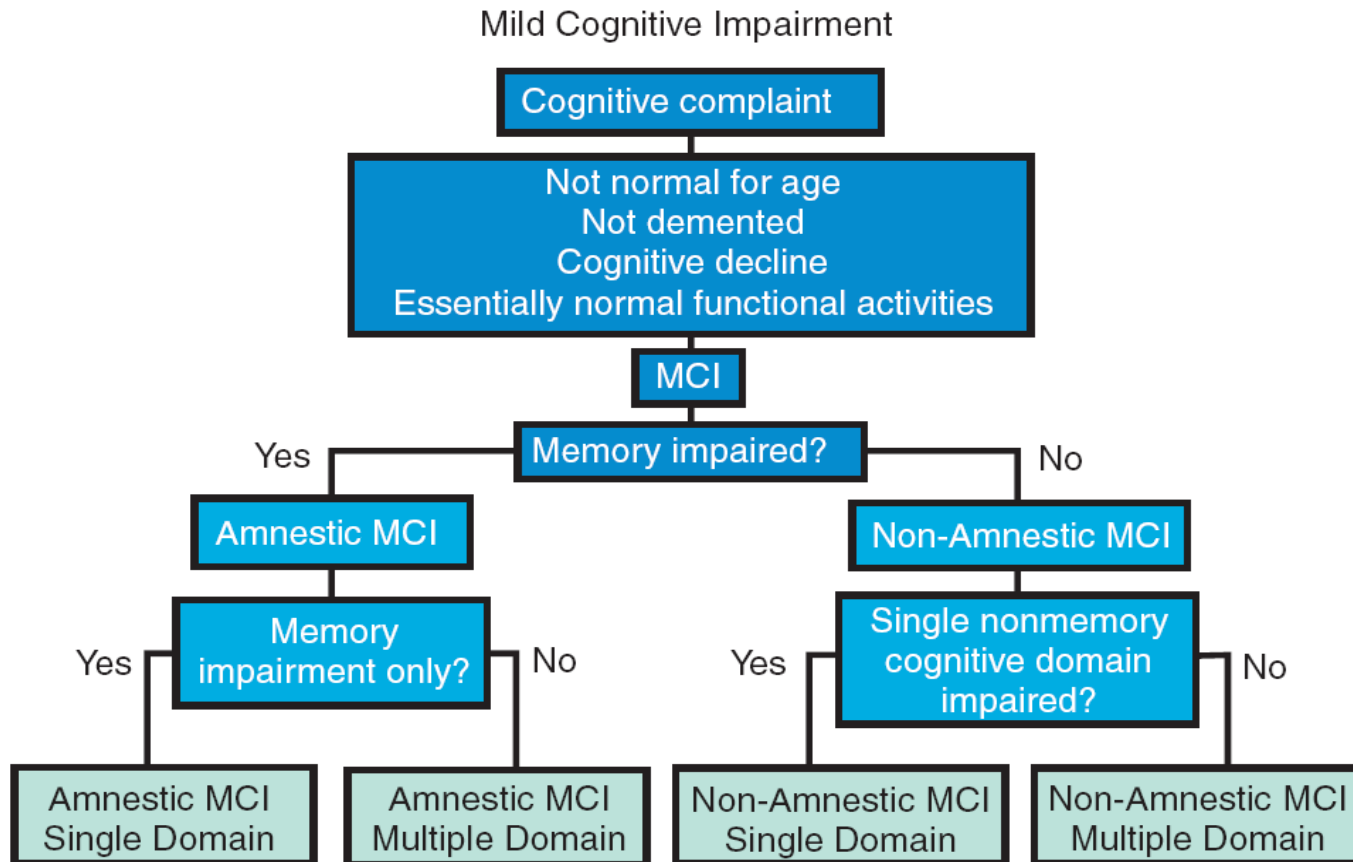 Mild Cognitive Impairment
Cognitive complaint
Not normal for age
Not demented
Cognitive decline
Essentially normal functional activities
MCI
Memory impaired?
Yes
No
Amnestic MCI
Non-Amnestic MCI
Memory
impairment only?
Yes
No
Single nonmemory
cognitive domain
impaired?
Yes
No
Amnestic MCI
Single Domain
Amnestic MCI
Multiple Domain
Non-Amnestic MCI
Single Domain
Non-Amnestic MCI
Multiple Domain